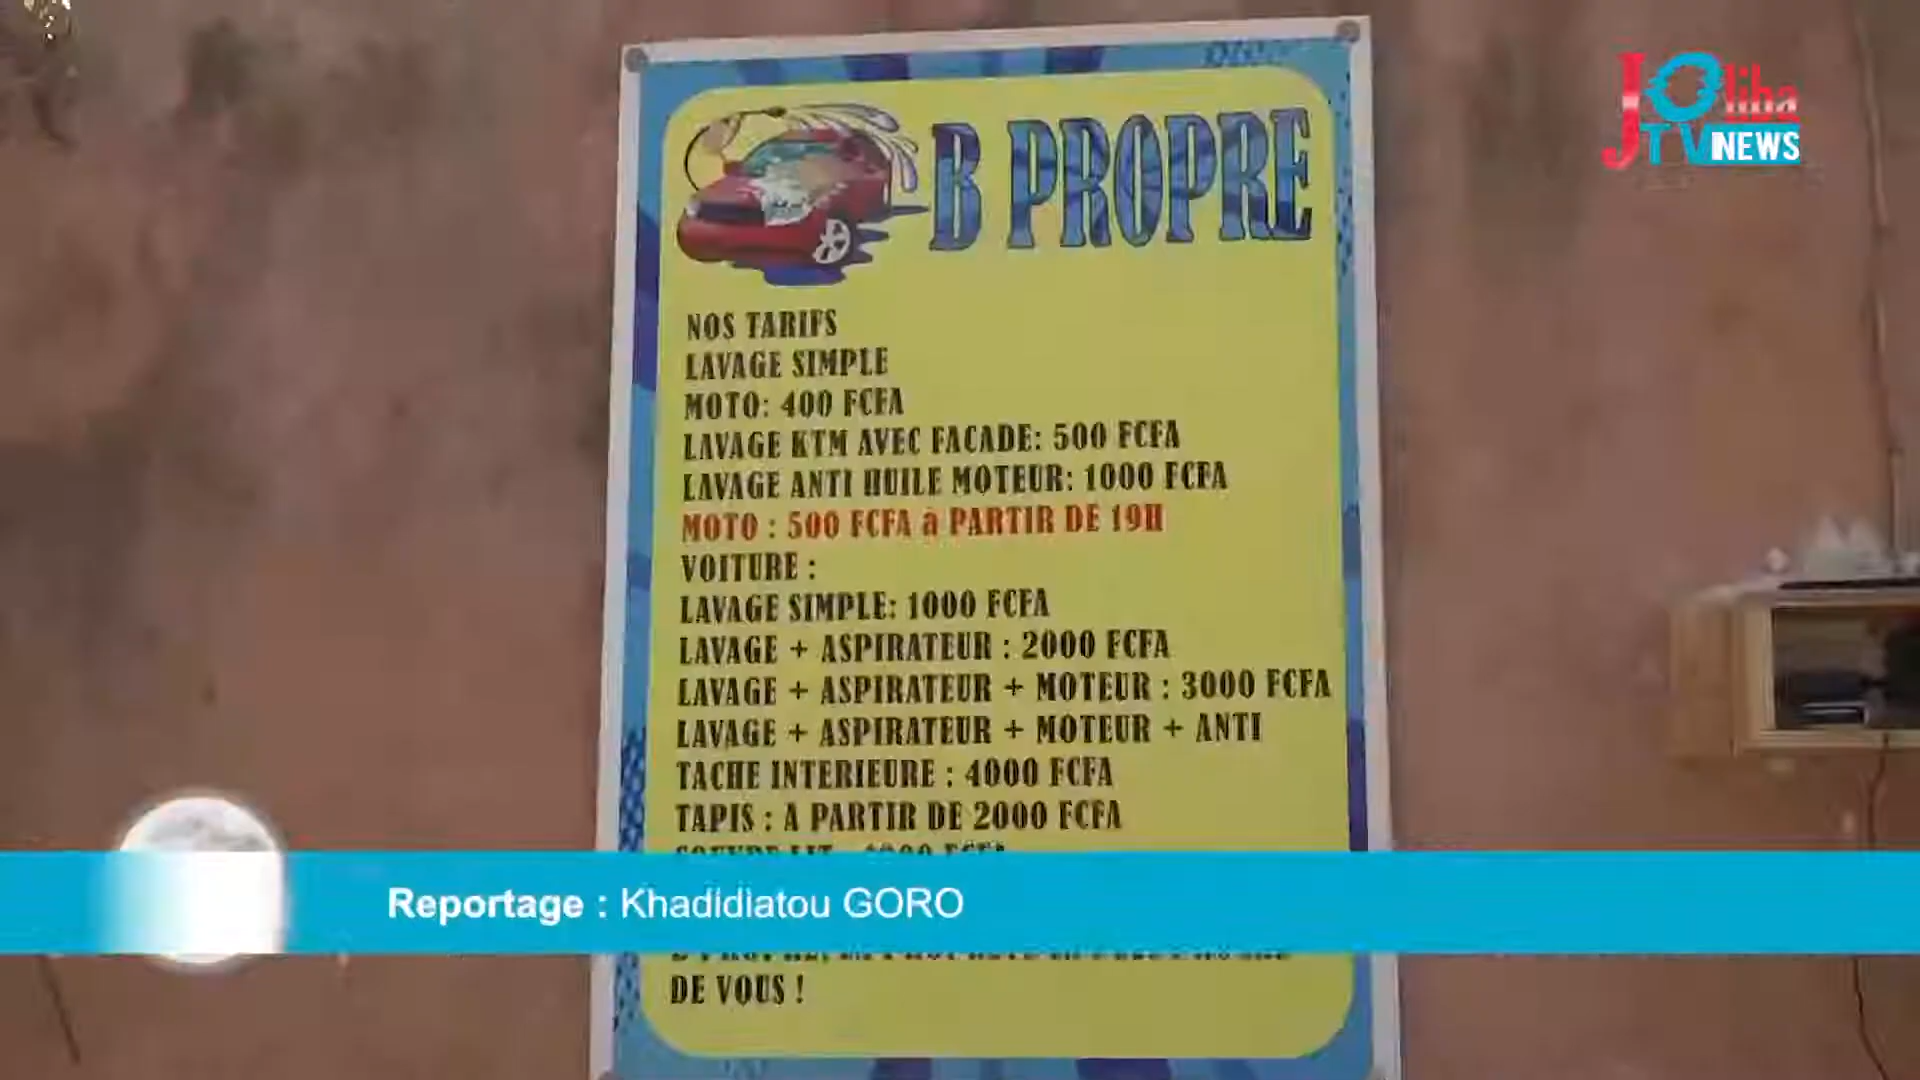 Joliba
TV NEWS
B PROPRE
NOS TARIFS
LAVAGE SIMPLE
MOTO: 400 FCFA
LAVAGE KTM AVEC FACADE: 500 FCFA
LAVAGE ANTI HUILE MOTEUR: 1000 FCFA
MOTO : 500 FCFA à PARTIR DE 19H
VOITURE :
LAVAGE SIMPLE: 1000 FCFA
LAVAGE + ASPIRATEUR : 2000 FCFA
LAVAGE + ASPIRATEUR + MOTEUR : 3000 FCFA
LAVAGE + ASPIRATEUR + MOTEUR + ANTI
TACHE INTERIEURE : 4000 FCFA
TAPIS : A PARTIR DE 2000 FCFA
Reportage : Khadidiatou GORO
DE VOUS !